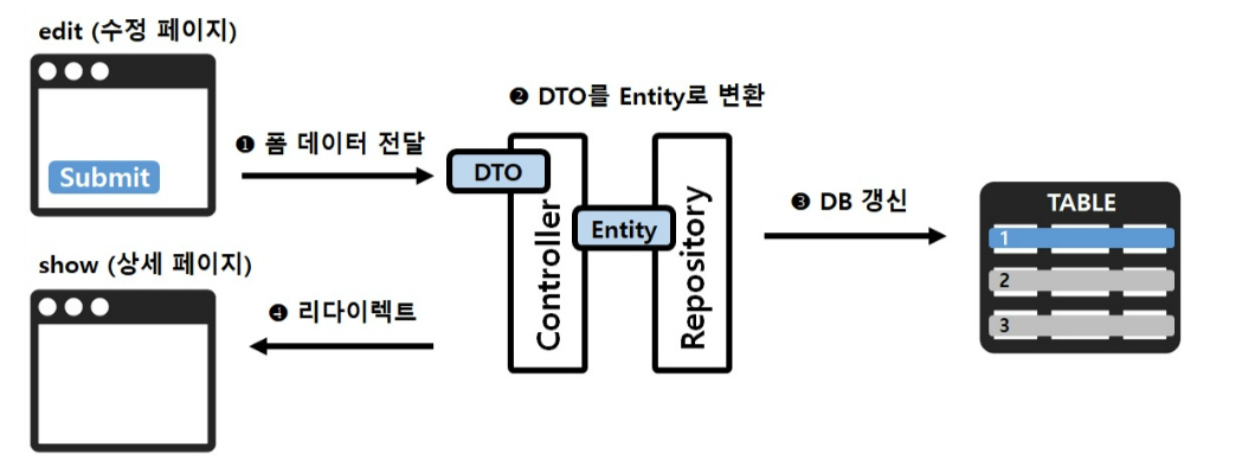 edit (수정 페이지)
Submit
❶ 폼 데이터 전달
❷ DTO를 Entity로 변환
DTO
Controller
Entity
Repository
❸ DB 갱신
TABLE
1
2
3
show (상세 페이지)
❹ 리다이렉트